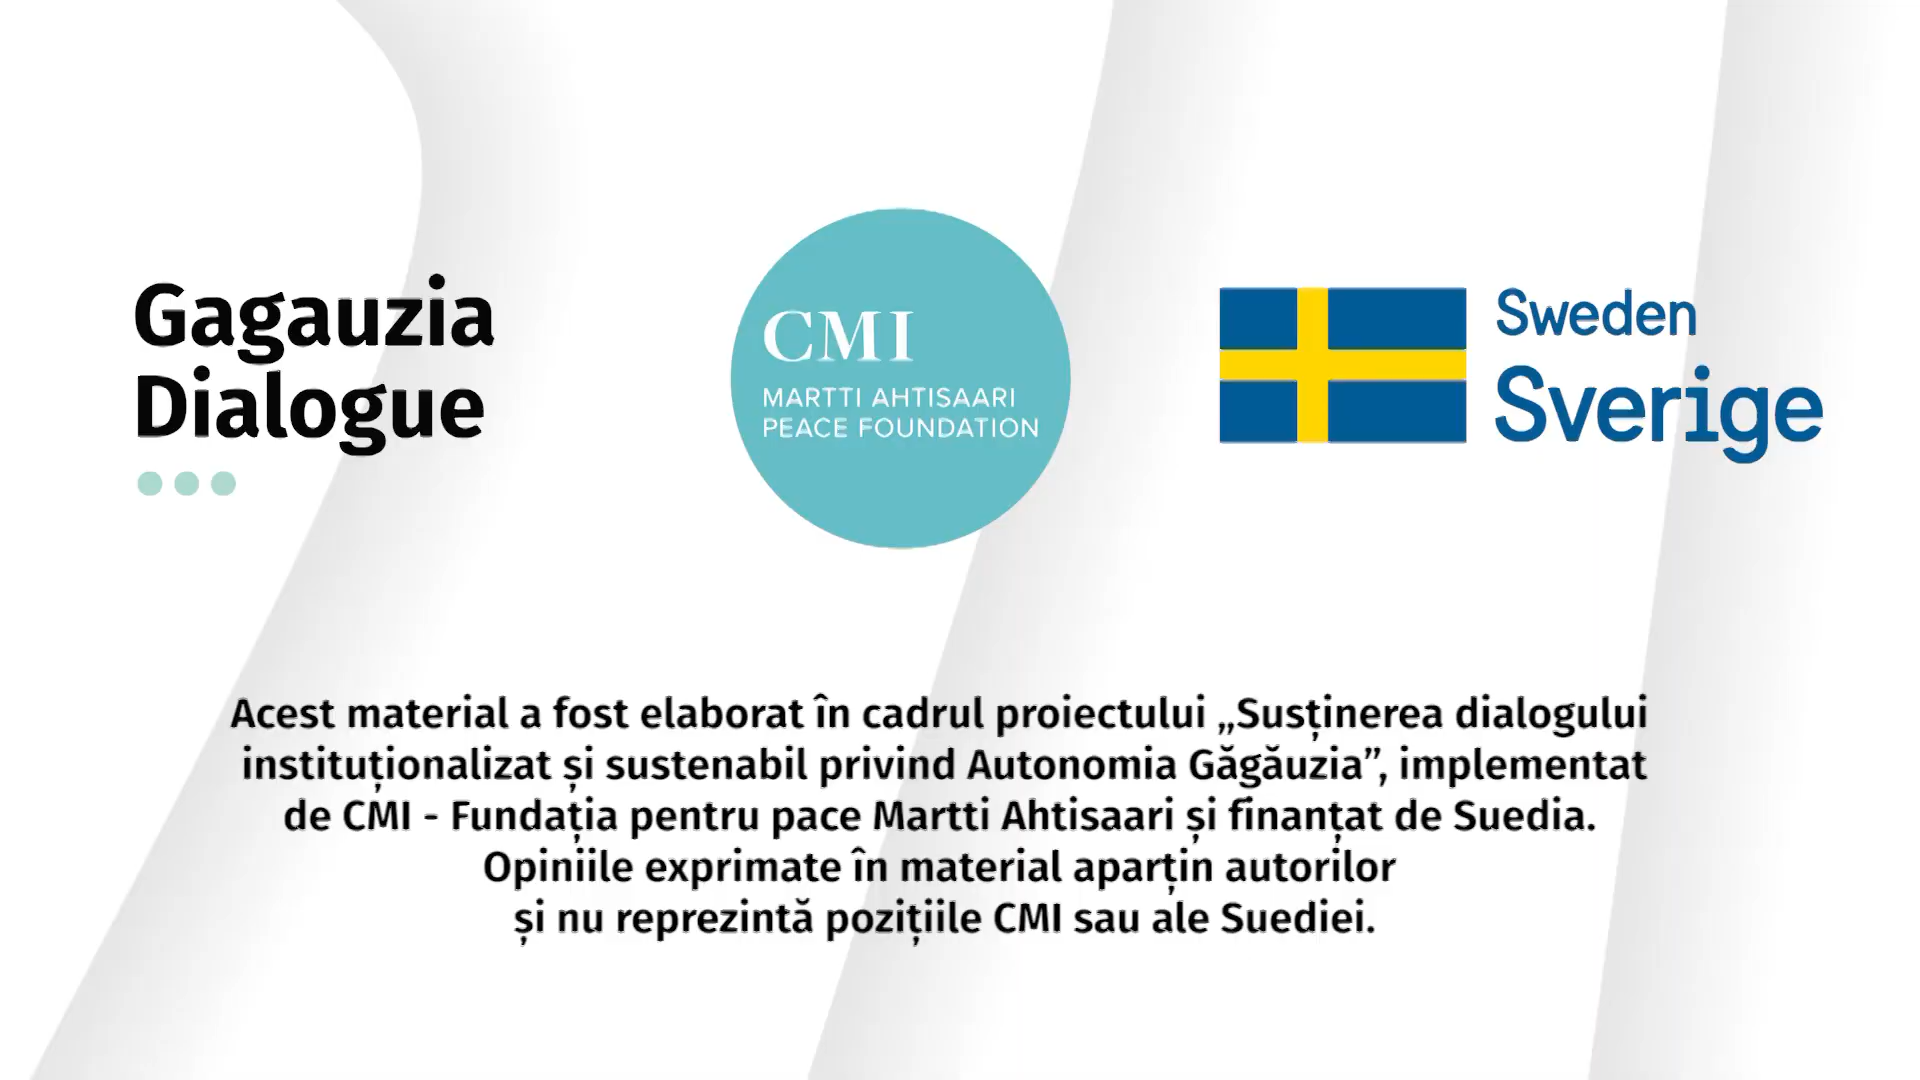 Gagauzia
Dialogue
CMI
MARTTI AHTISAARI
PEACE FOUNDATION
Sweden
Sverige
Acest material a fost elaborat în cadrul proiectului „Susținerea dialogului
instituționalizat și sustenabil privind Autonomia Găgăuzia”, implementat
de CMI - Fundația pentru pace Martti Ahtisaari și finanțat de Suedia.
Opiniile exprimate în material aparțin autorilor
și nu reprezintă pozițiile CMI sau ale Suediei.